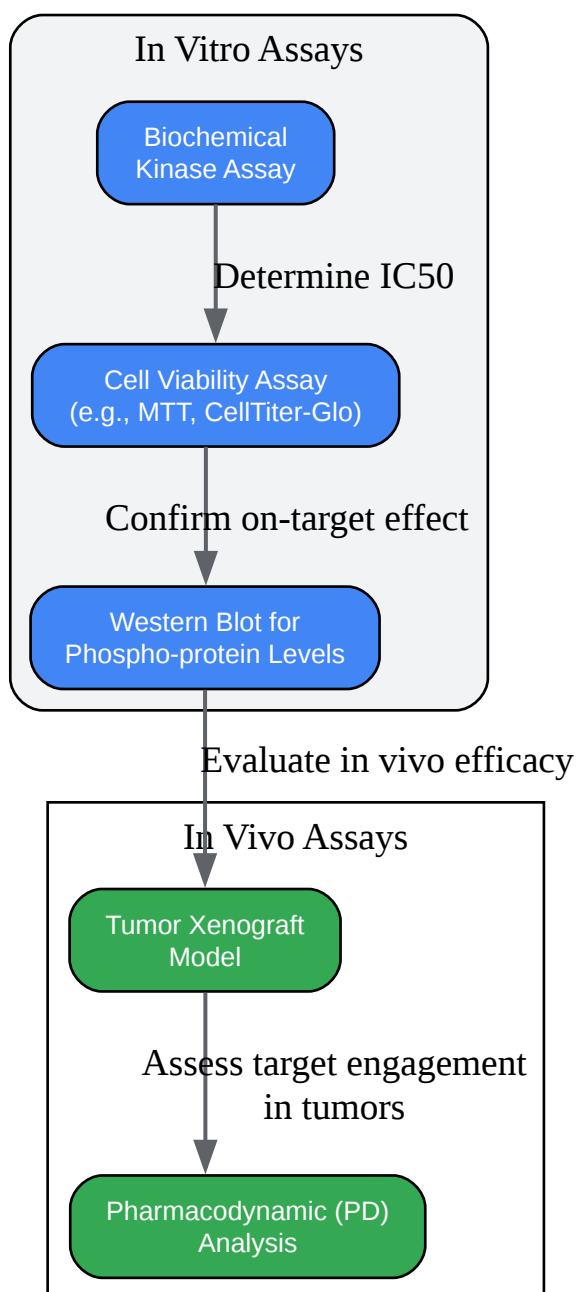 In Vitro Assays
Biochemical
Kinase Assay
Determine IC50
Cell Viability Assay
(e.g., MTT, CellTiter-Glo)
Confirm on-target effect
Western Blot for
Phospho-protein Levels
Evaluate in vivo efficacy
In Vivo Assays
Tumor Xenograft
Model
Assess target engagement
in tumors
Pharmacodynamic (PD)
Analysis